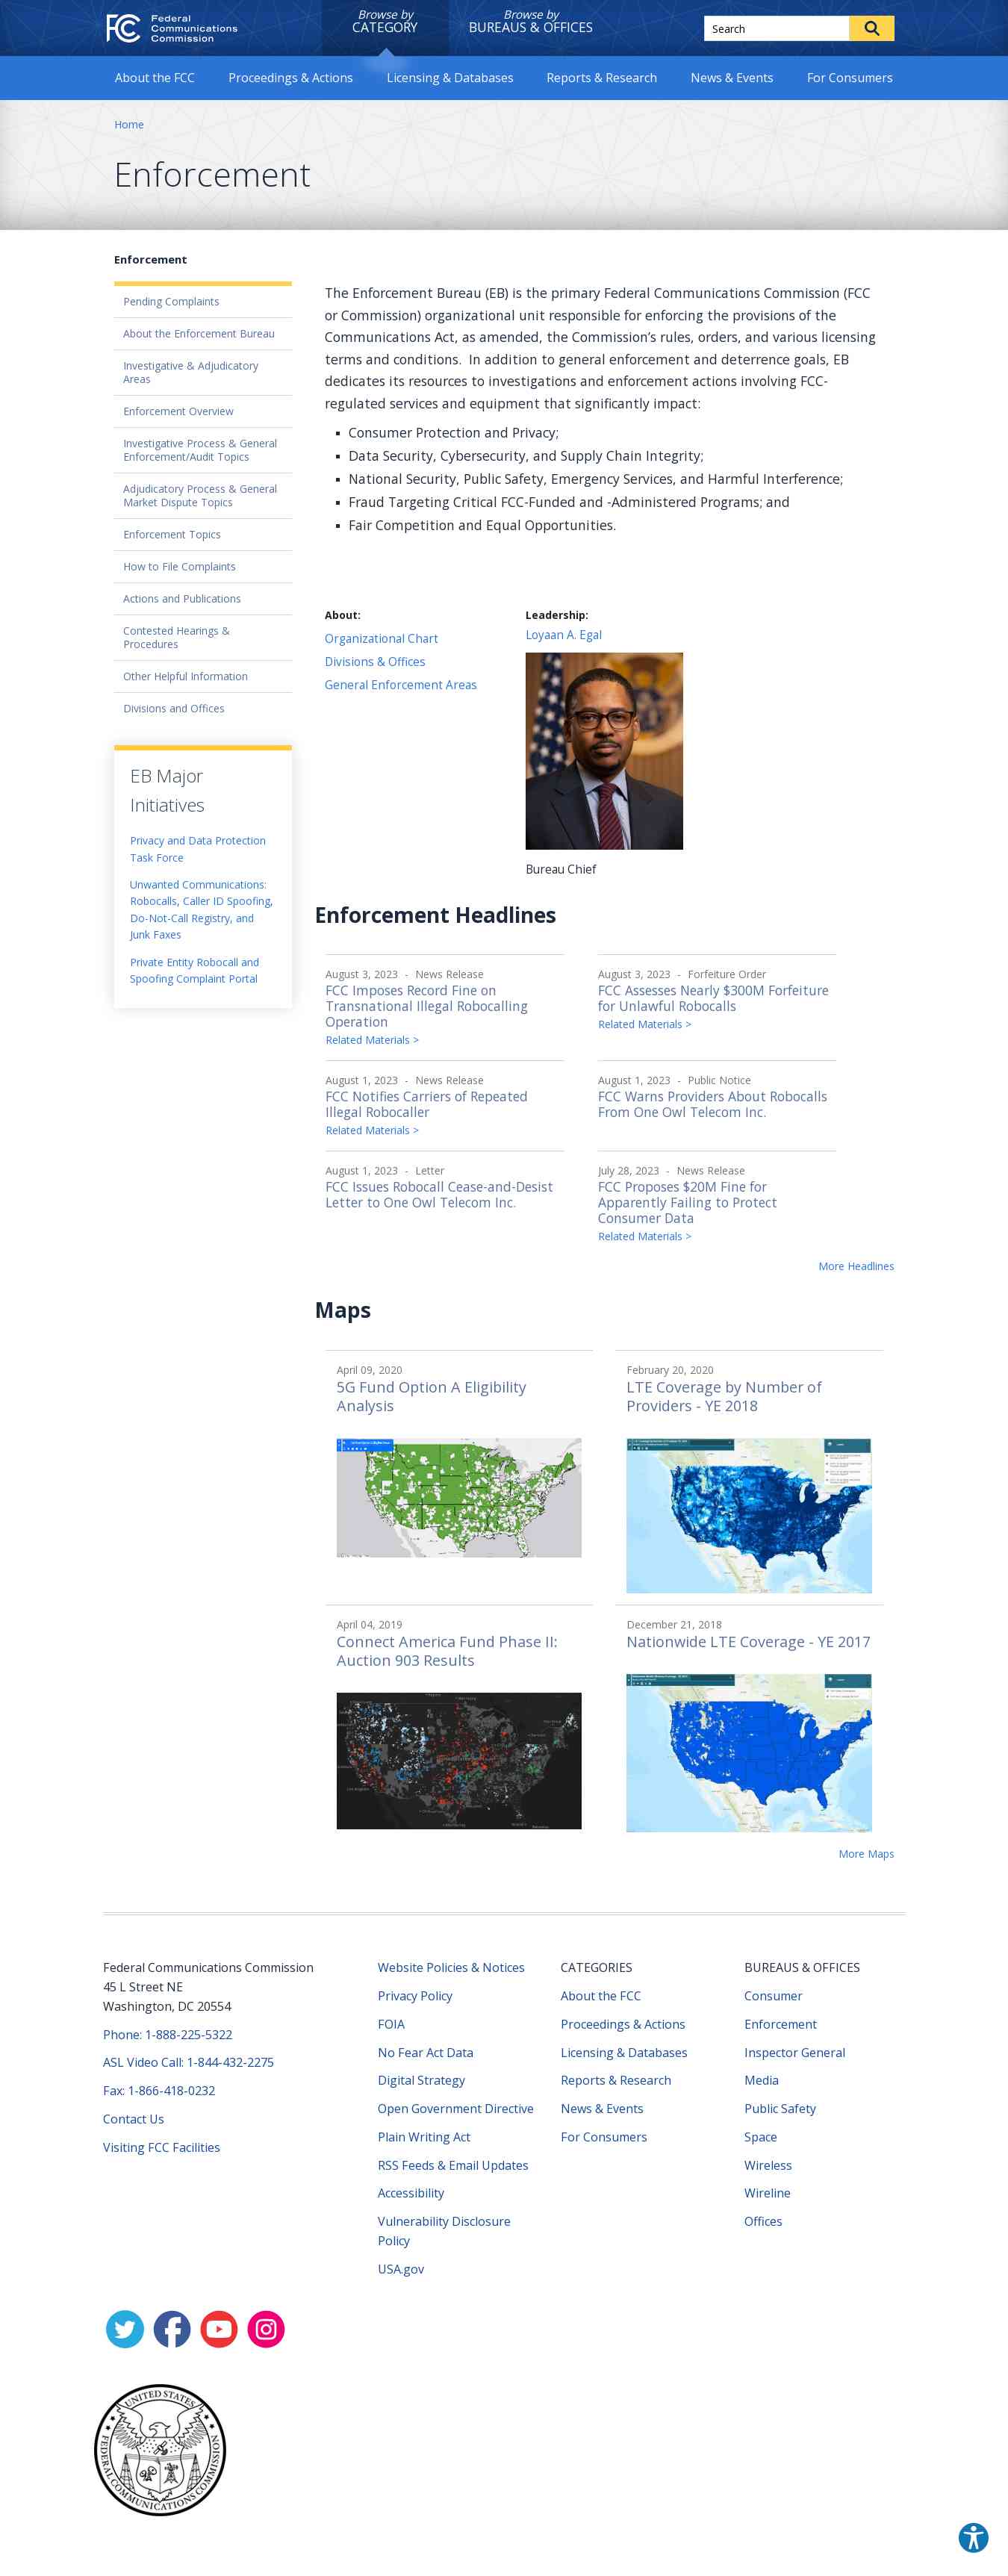 Federal
Communications
Commission
Browse by
CATEGORY
Browse by
BUREAUS & OFFICES
Search
About the FCC
Proceedings & Actions
Licensing & Databases
Reports & Research
News & Events
For Consumers
Home
Enforcement
Enforcement
Pending Complaints
About the Enforcement Bureau
Investigative & Adjudicatory
Areas
Enforcement Overview
Investigative Process & General
Enforcement/Audit Topics
Adjudicatory Process & General
Market Dispute Topics
Enforcement Topics
How to File Complaints
Actions and Publications
Contested Hearings &
Procedures
Other Helpful Information
Divisions and Offices
EB Major
Initiatives
Privacy and Data Protection
Task Force
Unwanted Communications:
Robocalls, Caller ID Spoofing,
Do-Not-Call Registry, and
Junk Faxes
Private Entity Robocall and
Spoofing Complaint Portal
The Enforcement Bureau (EB) is the primary Federal Communications Commission (FCC
or Commission) organizational unit responsible for enforcing the provisions of the
Communications Act, as amended, the Commission’s rules, orders, and various licensing
terms and conditions.  In addition to general enforcement and deterrence goals, EB
dedicates its resources to investigations and enforcement actions involving FCC-
regulated services and equipment that significantly impact:
Consumer Protection and Privacy;
Data Security, Cybersecurity, and Supply Chain Integrity;
National Security, Public Safety, Emergency Services, and Harmful Interference;
Fraud Targeting Critical FCC-Funded and -Administered Programs; and
Fair Competition and Equal Opportunities.
About:
Organizational Chart
Divisions & Offices
General Enforcement Areas
Leadership:
Loyaan A. Egal
Bureau Chief
Enforcement Headlines
August 3, 2023  -  News Release
FCC Imposes Record Fine on
Transnational Illegal Robocalling
Operation
Related Materials >
August 3, 2023  -  Forfeiture Order
FCC Assesses Nearly $300M Forfeiture
for Unlawful Robocalls
Related Materials >
August 1, 2023  -  News Release
FCC Notifies Carriers of Repeated
Illegal Robocaller
Related Materials >
August 1, 2023  -  Public Notice
FCC Warns Providers About Robocalls
From One Owl Telecom Inc.
August 1, 2023  -  Letter
FCC Issues Robocall Cease-and-Desist
Letter to One Owl Telecom Inc.
July 28, 2023  -  News Release
FCC Proposes $20M Fine for
Apparently Failing to Protect
Consumer Data
Related Materials >
More Headlines
Maps
April 09, 2020
5G Fund Option A Eligibility
Analysis
February 20, 2020
LTE Coverage by Number of
Providers - YE 2018
April 04, 2019
Connect America Fund Phase II:
Auction 903 Results
December 21, 2018
Nationwide LTE Coverage - YE 2017
More Maps
Federal Communications Commission
45 L Street NE
Washington, DC 20554
Phone: 1-888-225-5322
ASL Video Call: 1-844-432-2275
Fax: 1-866-418-0232
Contact Us
Visiting FCC Facilities
Website Policies & Notices
Privacy Policy
FOIA
No Fear Act Data
Digital Strategy
Open Government Directive
Plain Writing Act
RSS Feeds & Email Updates
Accessibility
Vulnerability Disclosure
Policy
USA.gov
CATEGORIES
About the FCC
Proceedings & Actions
Licensing & Databases
Reports & Research
News & Events
For Consumers
BUREAUS & OFFICES
Consumer
Enforcement
Inspector General
Media
Public Safety
Space
Wireless
Wireline
Offices
UNITED STATES
FEDERAL COMMUNICATIONS COMMISSION